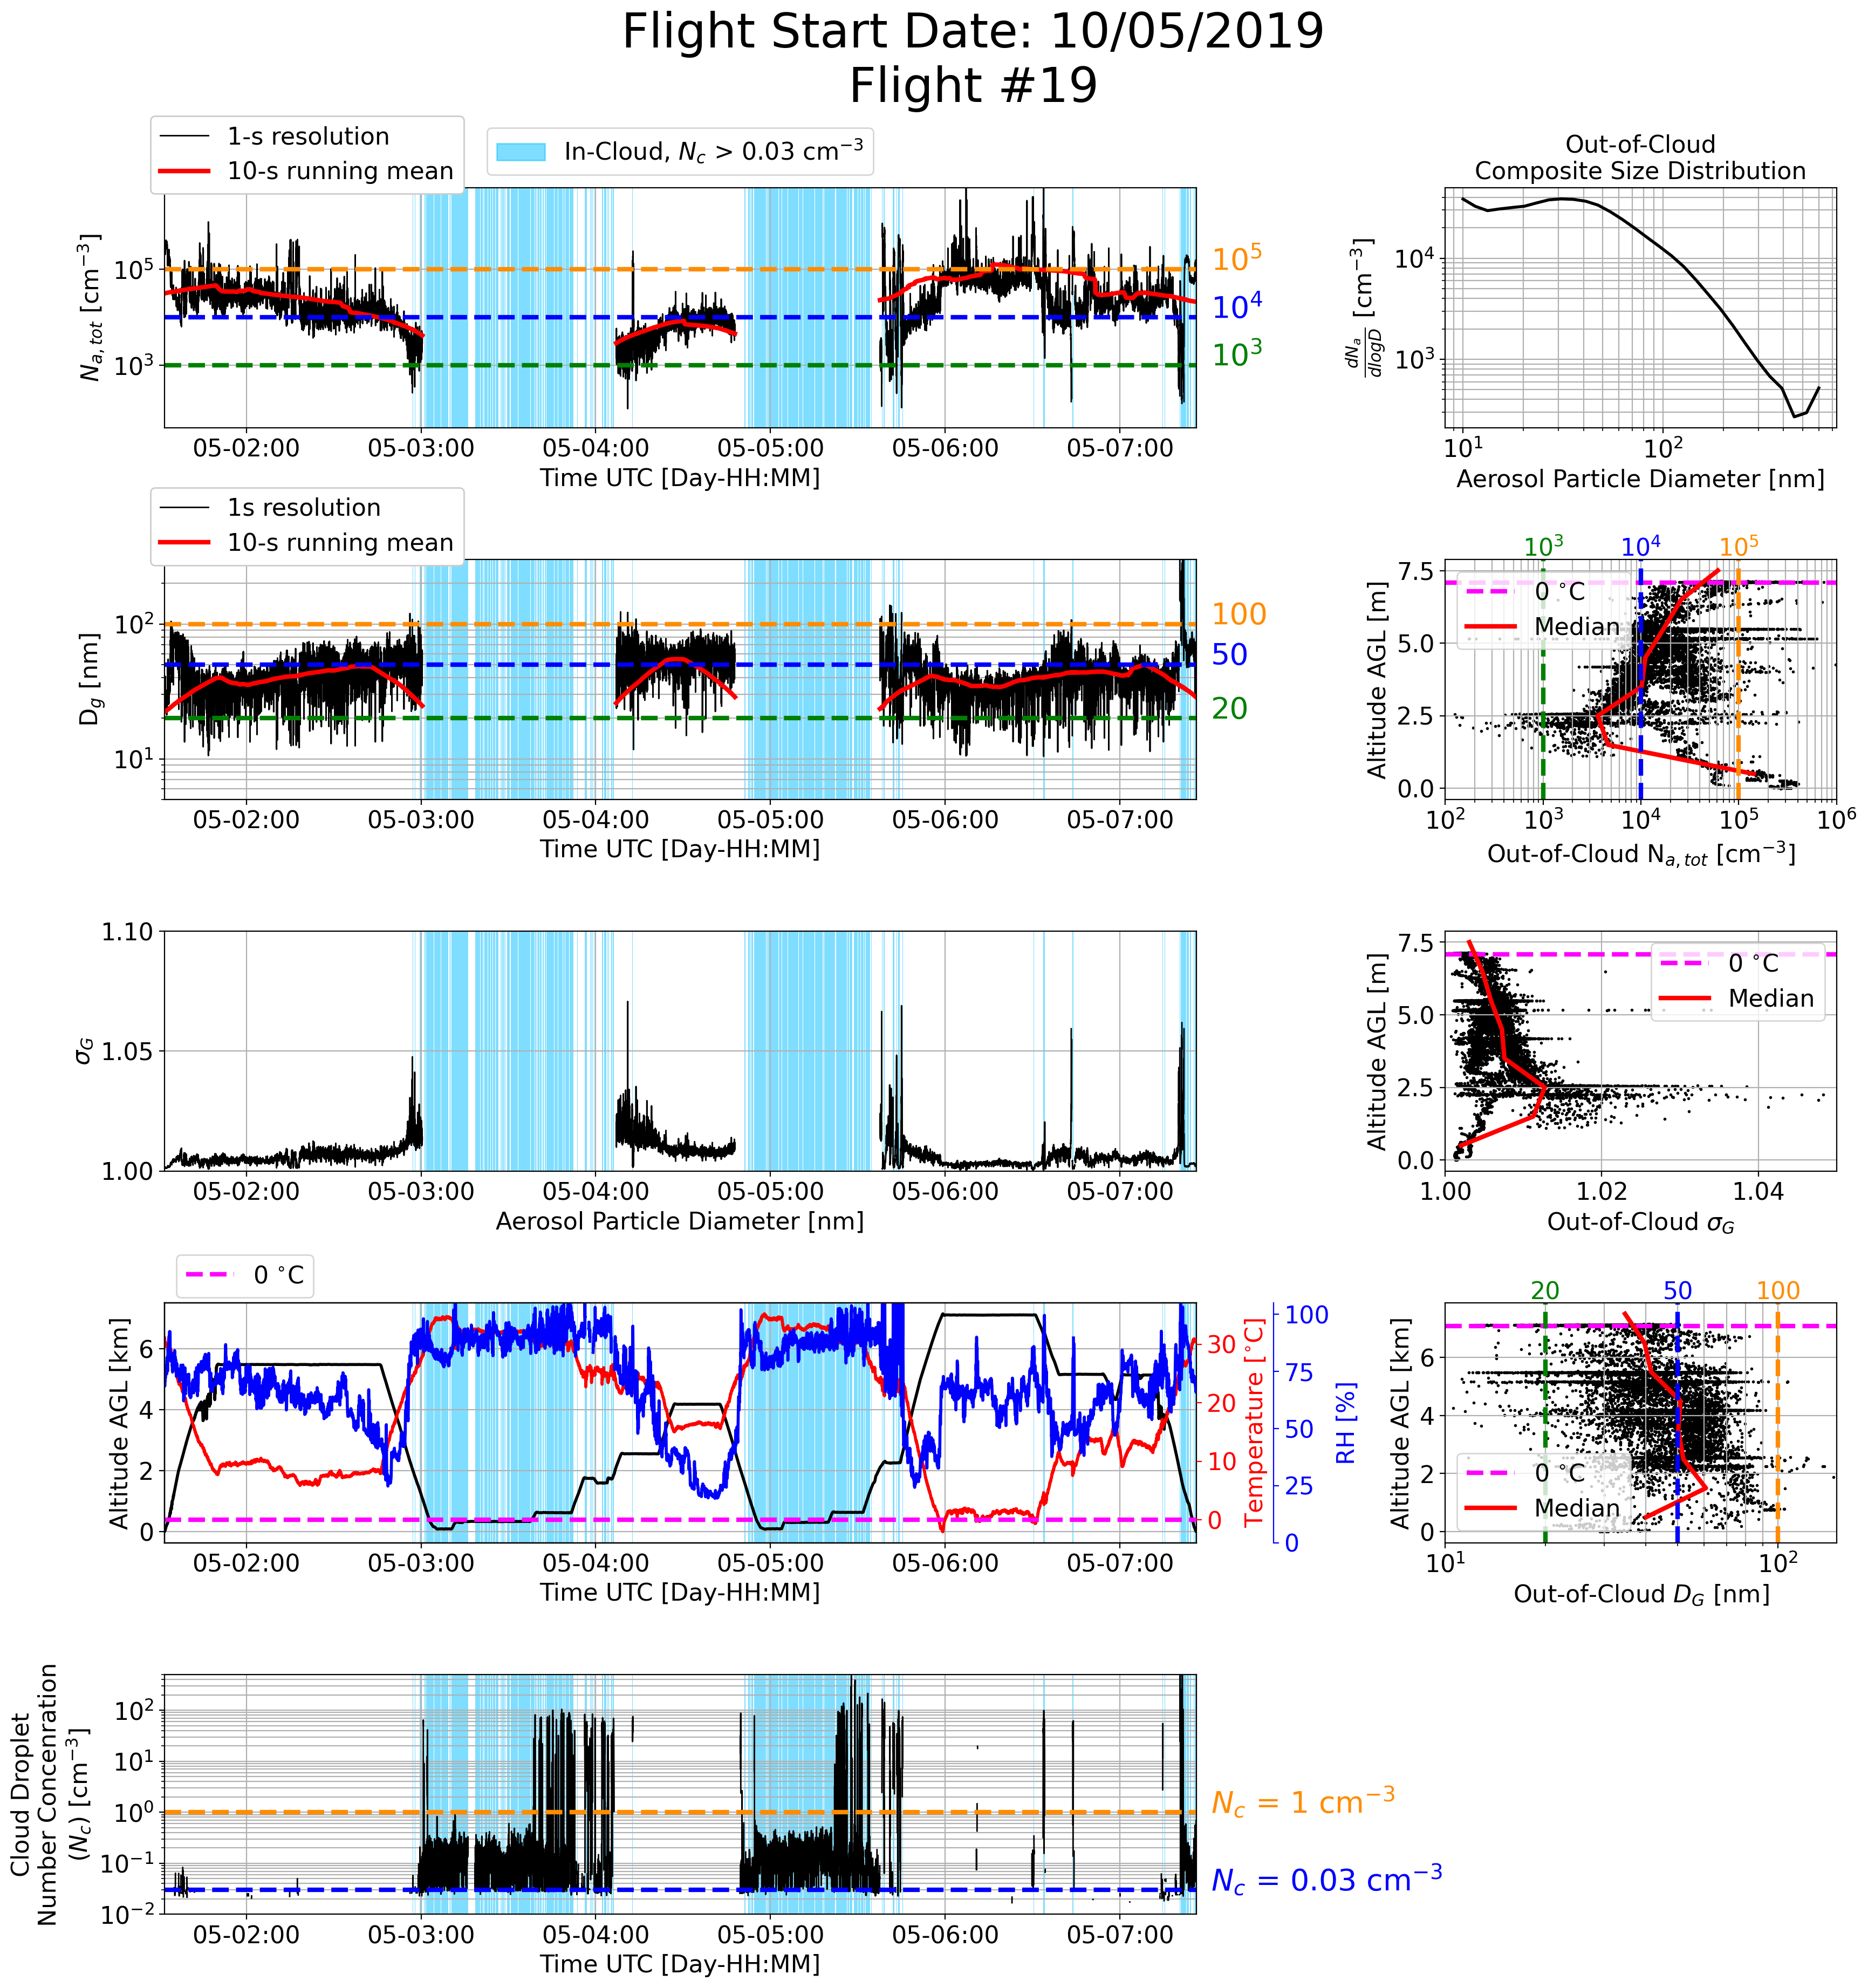 Flight Start Date: 10/05/2019
Flight #19
1-s resolution
10-s running mean
In-Cloud, N_c > 0.03 cm⁻³
10⁵
10³
N_{a,tot} [cm⁻³]
10⁵
10⁴
10³
05-02:00 05-03:00 05-04:00 05-05:00 05-06:00 05-07:00
Time UTC [Day-HH:MM]
Out-of-Cloud
Composite Size Distribution
10⁴
10³
dN_a/dlogD [cm⁻³]
10¹ 10²
Aerosol Particle Diameter [nm]
1s resolution
10-s running mean
10²
10¹
D_g [nm]
100
50
20
05-02:00 05-03:00 05-04:00 05-05:00 05-06:00 05-07:00
Time UTC [Day-HH:MM]
10³ 10⁴ 10⁵
0 °C
Median
7.5
5.0
2.5
0.0
Altitude AGL [m]
10² 10³ 10⁴ 10⁵ 10⁶
Out-of-Cloud N_{a,tot} [cm⁻³]
1.10
1.05
1.00
σ_G
05-02:00 05-03:00 05-04:00 05-05:00 05-06:00 05-07:00
Aerosol Particle Diameter [nm]
0 °C
Median
7.5
5.0
2.5
0.0
Altitude AGL [m]
1.00 1.02 1.04
Out-of-Cloud σ_G
0 °C
6
4
2
0
Altitude AGL [km]
30
20
10
0
Temperature [°C]
100
75
50
25
0
RH [%]
05-02:00 05-03:00 05-04:00 05-05:00 05-06:00 05-07:00
Time UTC [Day-HH:MM]
20 50 100
6
4
2
0
Altitude AGL [km]
0 °C
Median
10¹ 10²
Out-of-Cloud D_G [nm]
Cloud Droplet
Number Concenration
(N_c) [cm⁻³]
10²
10¹
10⁰
10⁻¹
10⁻²
N_c = 1 cm⁻³
N_c = 0.03 cm⁻³
05-02:00 05-03:00 05-04:00 05-05:00 05-06:00 05-07:00
Time UTC [Day-HH:MM]